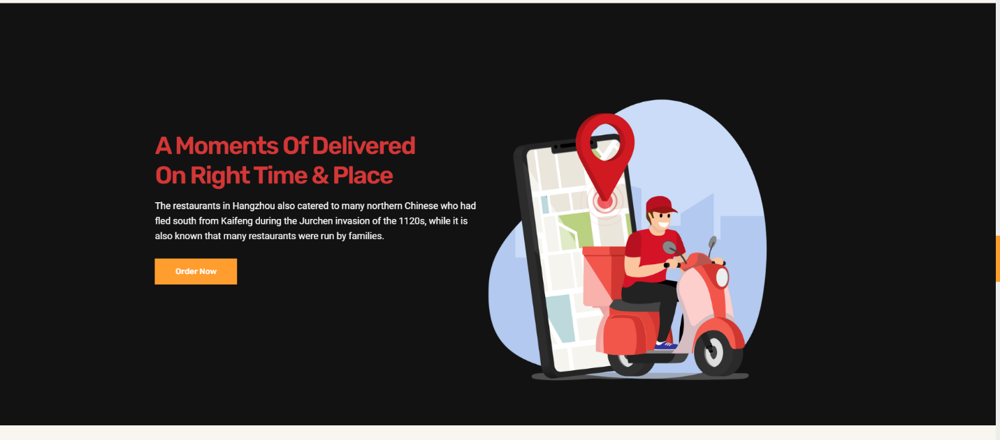 A Moments Of Delivered
On Right Time & Place
The restaurants in Hangzhou also catered to many northern Chinese who had
fled south from Kaifeng during the Jurchen invasion of the 1120s, while it is
also known that many restaurants were run by families.
Order Now